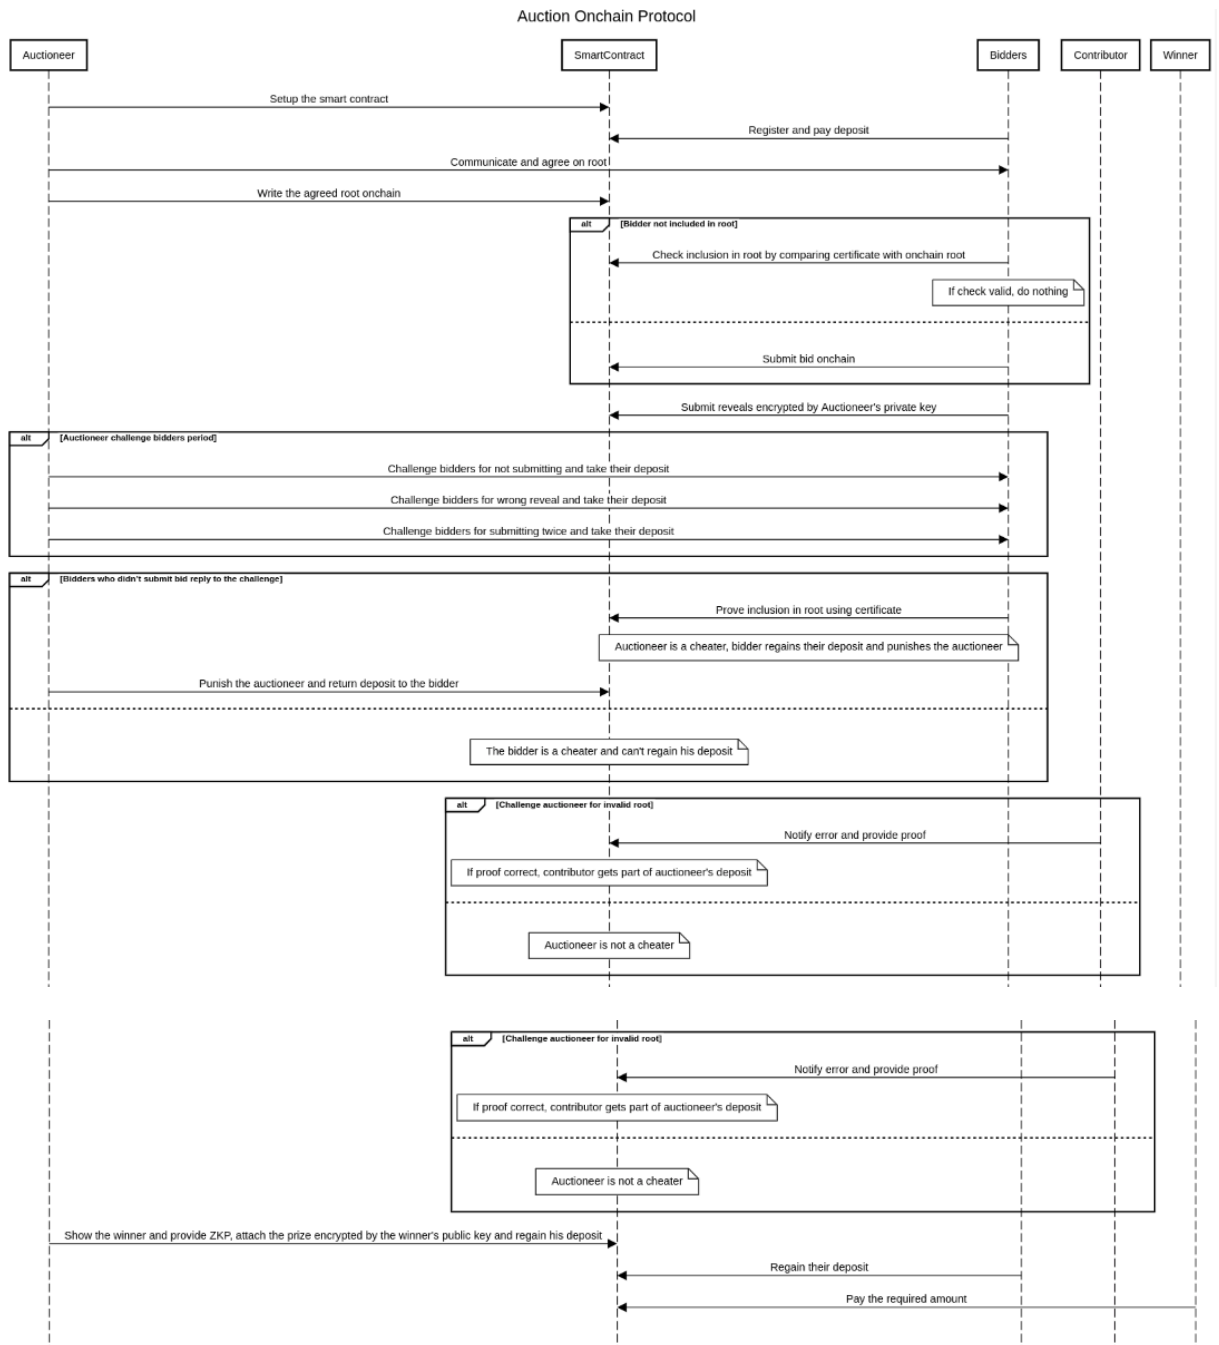 Auction Onchain Protocol
Auctioneer
SmartContract
Bidders
Contributor
Winner
Setup the smart contract
Register and pay deposit
Communicate and agree on root
Write the agreed root onchain
alt [Bidder not included in root]
Check inclusion in root by comparing certificate with onchain root
If check valid, do nothing
Submit bid onchain
Submit reveals encrypted by Auctioneer's private key
alt [Auctioneer challenge bidders period]
Challenge bidders for not submitting and take their deposit
Challenge bidders for wrong reveal and take their deposit
Challenge bidders for submitting twice and take their deposit
alt [Bidders who didn't submit bid reply to the challenge]
Prove inclusion in root using certificate
Auctioneer is a cheater, bidder regains their deposit and punishes the auctioneer
Punish the auctioneer and return deposit to the bidder
The bidder is a cheater and can't regain his deposit
alt [Challenge auctioneer for invalid root]
Notify error and provide proof
If proof correct, contributor gets part of auctioneer's deposit
Auctioneer is not a cheater
alt [Challenge auctioneer for invalid root]
Notify error and provide proof
If proof correct, contributor gets part of auctioneer's deposit
Auctioneer is not a cheater
Show the winner and provide ZKP, attach the prize encrypted by the winner's public key and regain his deposit
Regain their deposit
Pay the required amount